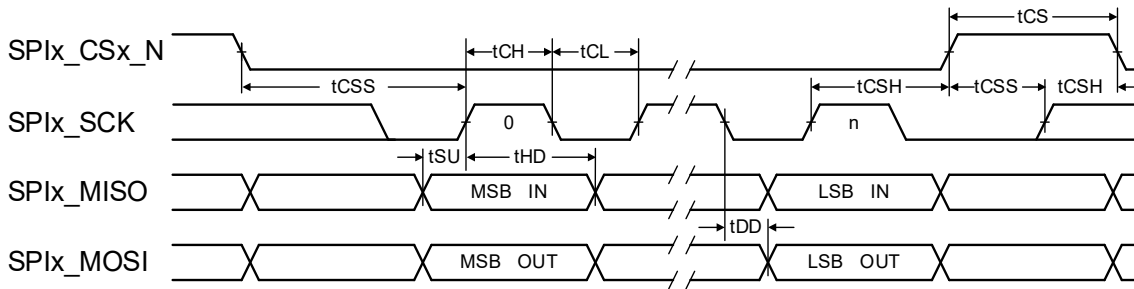 tCS
SPIx_CSx_N
tCH
tCL
tCSS
tCSH
tCSS
tCSH
SPIx_SCK
0
n
tSU
tHD
SPIx_MISO
MSB IN
LSB IN
tDD
SPIx_MOSI
MSB OUT
LSB OUT